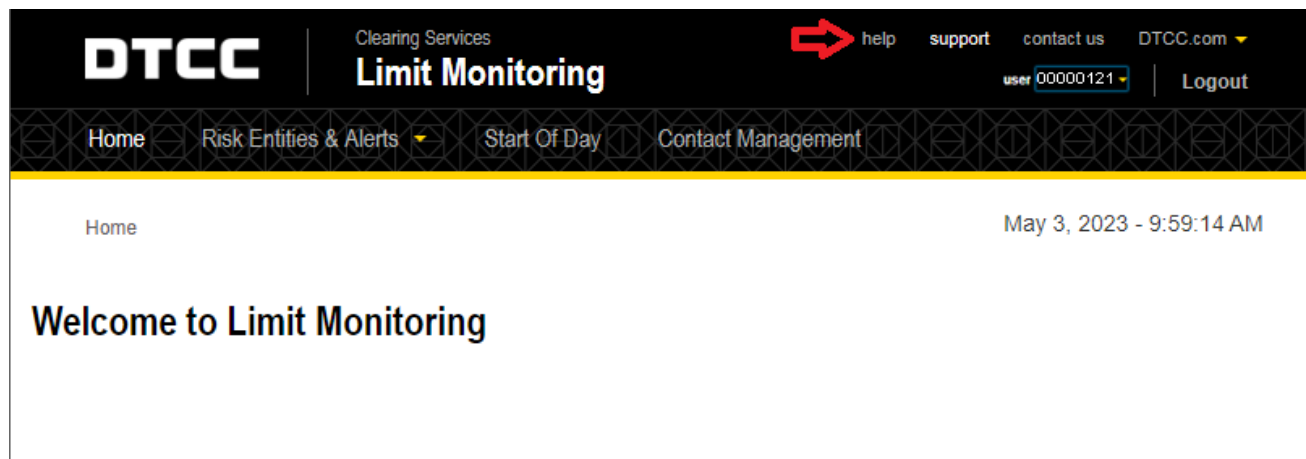 DTCC
Clearing Services
Limit Monitoring
help support contact us DTCC.com
user 00000121 Logout
Home Risk Entities & Alerts Start Of Day Contact Management
Home May 3, 2023 - 9:59:14 AM
Welcome to Limit Monitoring